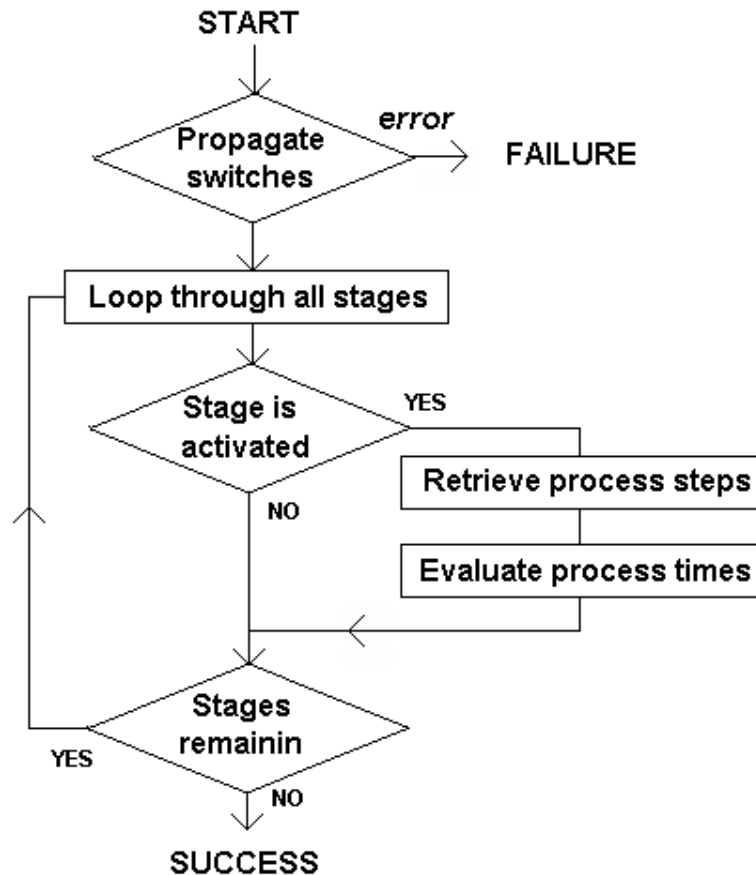 START
Propagate
switches
error
FAILURE
Loop through all stages
Stage is
activated
YES
NO
Retrieve process steps
Evaluate process times
Stages
remainin
YES
NO
SUCCESS